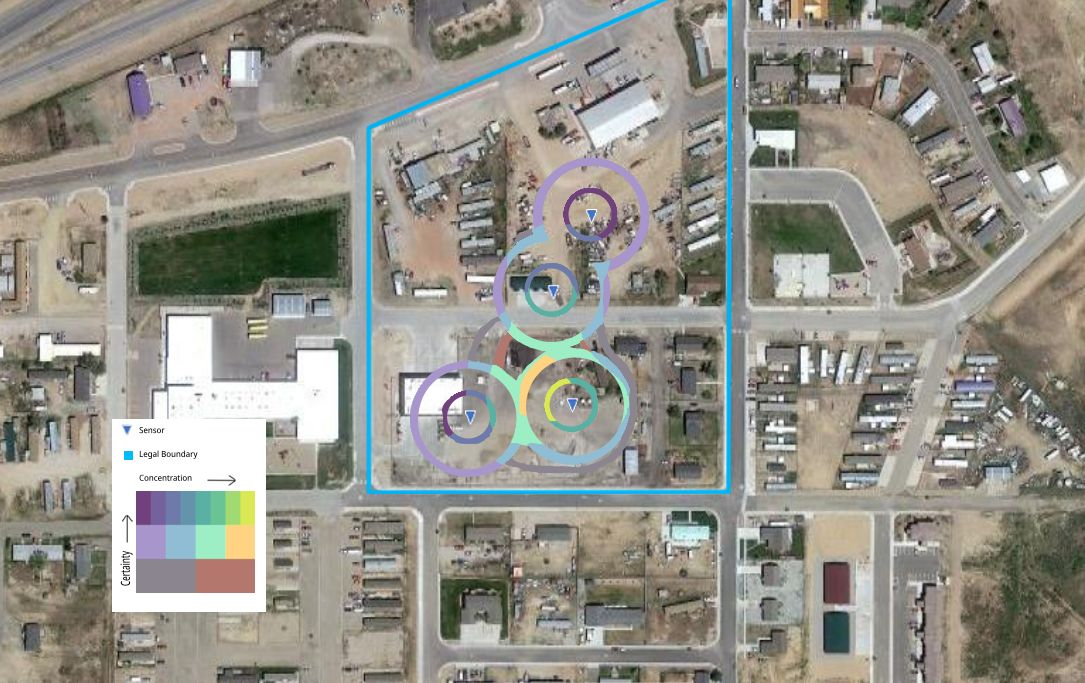 Sensor
Legal Boundary
Concentration
Certainty